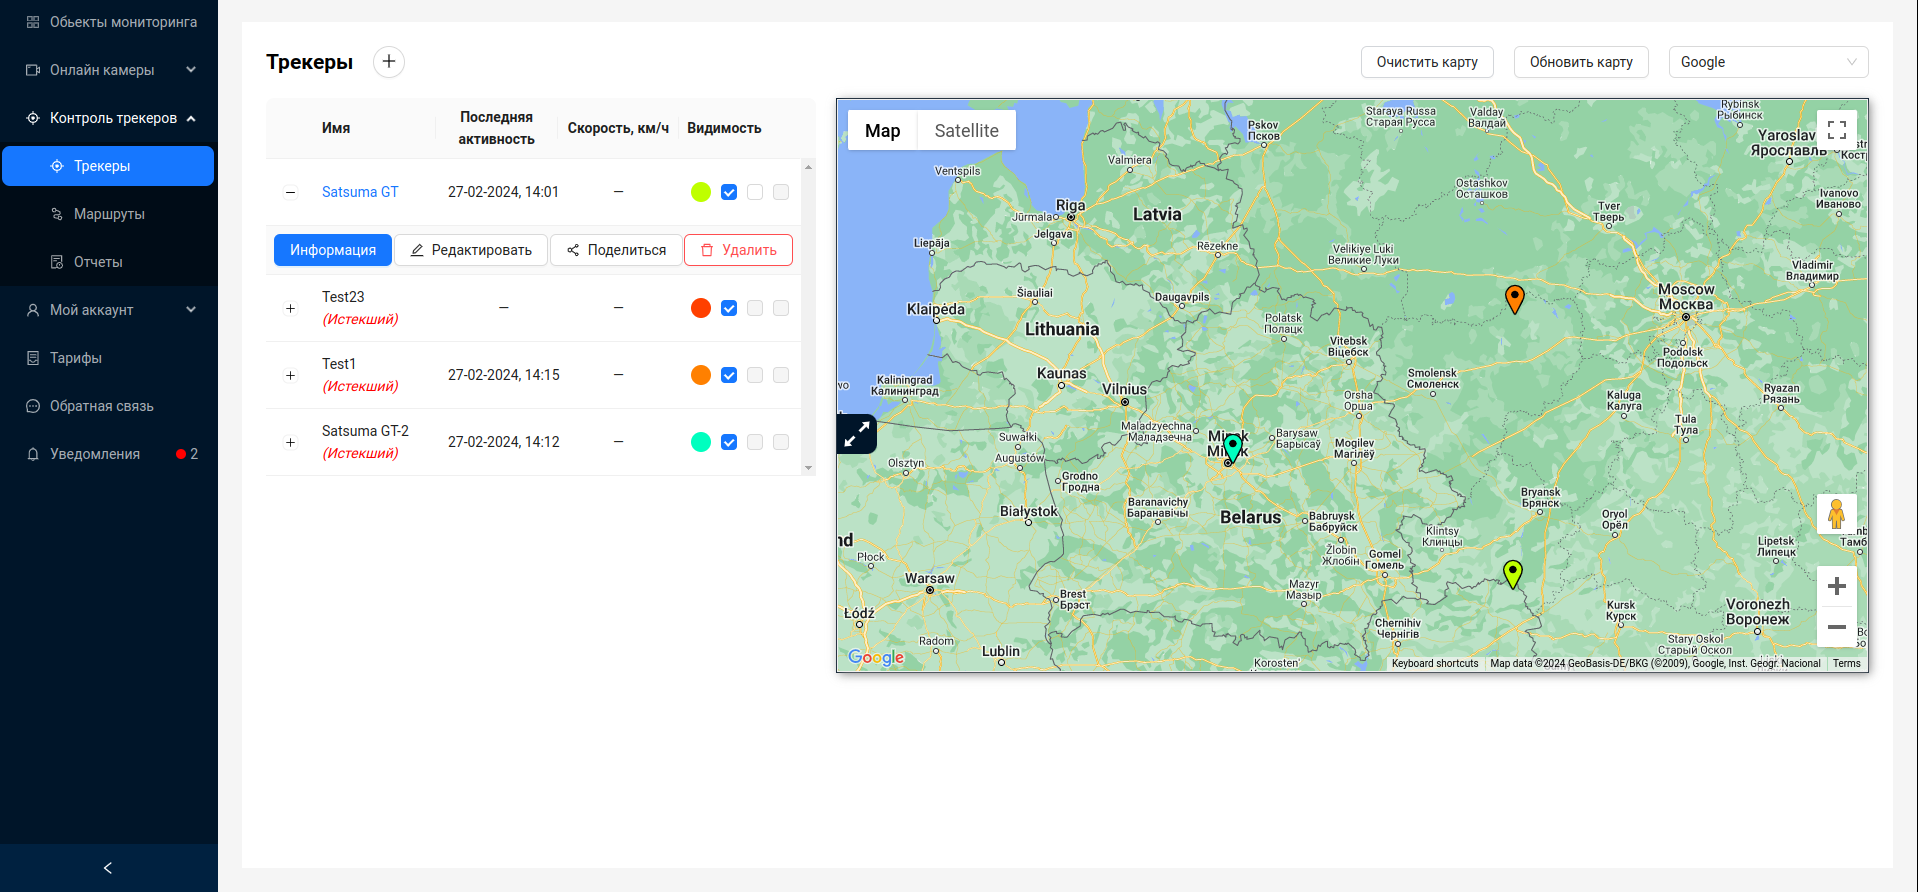 Обьекты мониторинга
Онлайн камеры
Контроль трекеров
Трекеры
Маршруты
Отчеты
Мой аккаунт
Тарифы
Обратная связь
Уведомления 2
Трекеры
Очистить карту
Обновить карту
Google
Имя
Последняя
активность
Скорость, км/ч
Видимость
Satsuma GT 27-02-2024, 14:01 –
Информация
Редактировать
Поделиться
Удалить
Test23
(Истекший)
– –
Test1
(Истекший)
27-02-2024, 14:15 –
Satsuma GT-2
(Истекший)
27-02-2024, 14:12 –
Map Satellite
Staraya Russa
Старая Русса
Valday
Валдай
Rybinsk
Рыбинск
Pskov
Псков
Yaroslav
Ярославль
Valmiera
Ventspils
Ostashkov
Осташков
Ivanovo
Иваново
Riga
Jūrmala
Latvia
Tver
Тверь
Jelgava
Liepāja
Rēzekne
Velikiye Luki
Великие Луки
Vladimir
Владимир
Šiauliai
Daugavpils
Klaipėda
Moscow
Москва
Lithuania
Polatsk
Полацк
Vitebsk
Віцебск
Podolsk
Подольск
Kaliningrad
Калининград
Kaunas
Vilnius
Smolensk
Смоленск
Orsha
Орша
Kaluga
Калуга
Ryazan
Рязань
Tula
Тула
Maladzyechna
Маладзечна
Suwałki
Barysaw
Барысаў
Mogilev
Магілёў
Augustów
Olsztyn
Grodno
Гродна
Bryansk
Брянск
Baranavichy
Баранавічы
Białystok
Belarus
Babruysk
Бабруйск
Oryol
Орёл
Klintsy
Клинцы
Lipetsk
Липецк
Płock
Žlobin
Жлобін
Gomel
Гомель
Warsaw
Mazyr
Мазыр
Brest
Брэст
Łódź
Kursk
Курск
Voronezh
Воронеж
Chernihiv
Чернігів
Radom
Lublin
Stary Oskol
Старый Оскол
Korosten'
Google
Keyboard shortcuts
Map data ©2024 GeoBasis-DE/BKG (©2009), Google, Inst. Geogr. Nacional
Terms